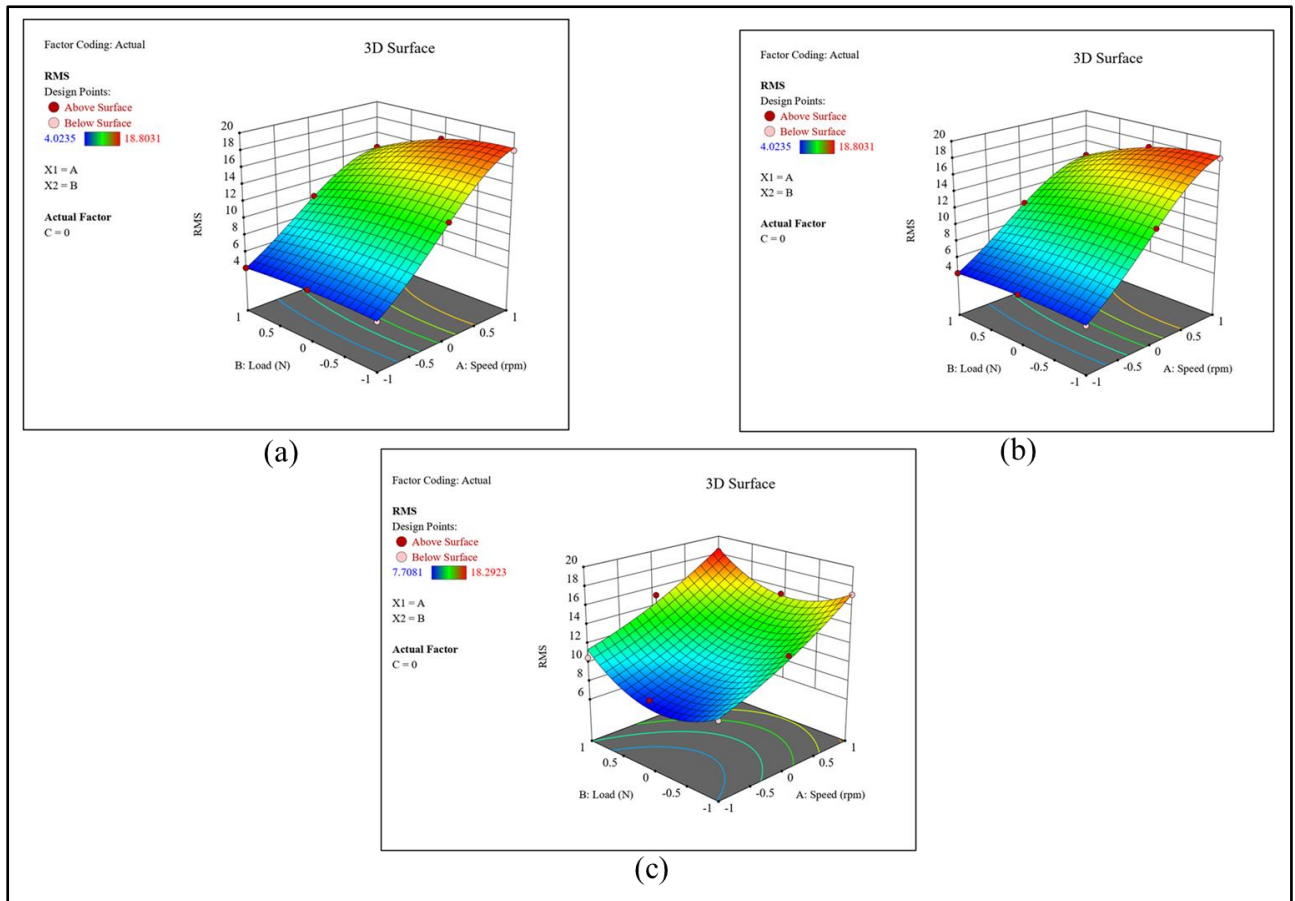 Factor Coding: Actual
3D Surface
RMS
Design Points:
Above Surface
Below Surface
4.0235 18.8031
X1 = A
X2 = B
Actual Factor
C = 0
20
18
16
14
12
10
8
6
4
RMS
1
0.5
0
-0.5
-1
B: Load (N)
-1
-0.5
0
0.5
1
A: Speed (rpm)
(a)
Factor Coding: Actual
3D Surface
RMS
Design Points:
Above Surface
Below Surface
4.0235 18.8031
X1 = A
X2 = B
Actual Factor
C = 0
20
18
16
14
12
10
8
6
4
RMS
1
0.5
0
-0.5
-1
B: Load (N)
-1
-0.5
0
0.5
1
A: Speed (rpm)
(b)
Factor Coding: Actual
3D Surface
RMS
Design Points:
Above Surface
Below Surface
7.7081 18.2923
X1 = A
X2 = B
Actual Factor
C = 0
20
18
16
14
12
10
8
6
RMS
1
0.5
0
-0.5
-1
B: Load (N)
-1
-0.5
0
0.5
1
A: Speed (rpm)
(c)